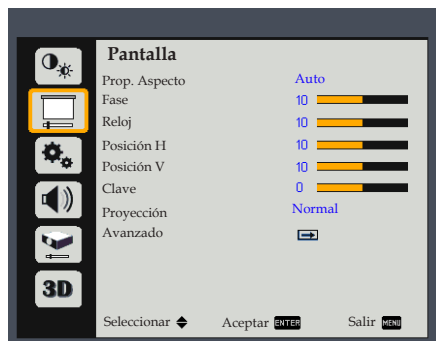 Pantalla
Prop. Aspecto Auto
Fase 10
Reloj 10
Posición H 10
Posición V 10
Clave 0
Proyección Normal
Avanzado
3D
Seleccionar Aceptar ENTER Salir MENU